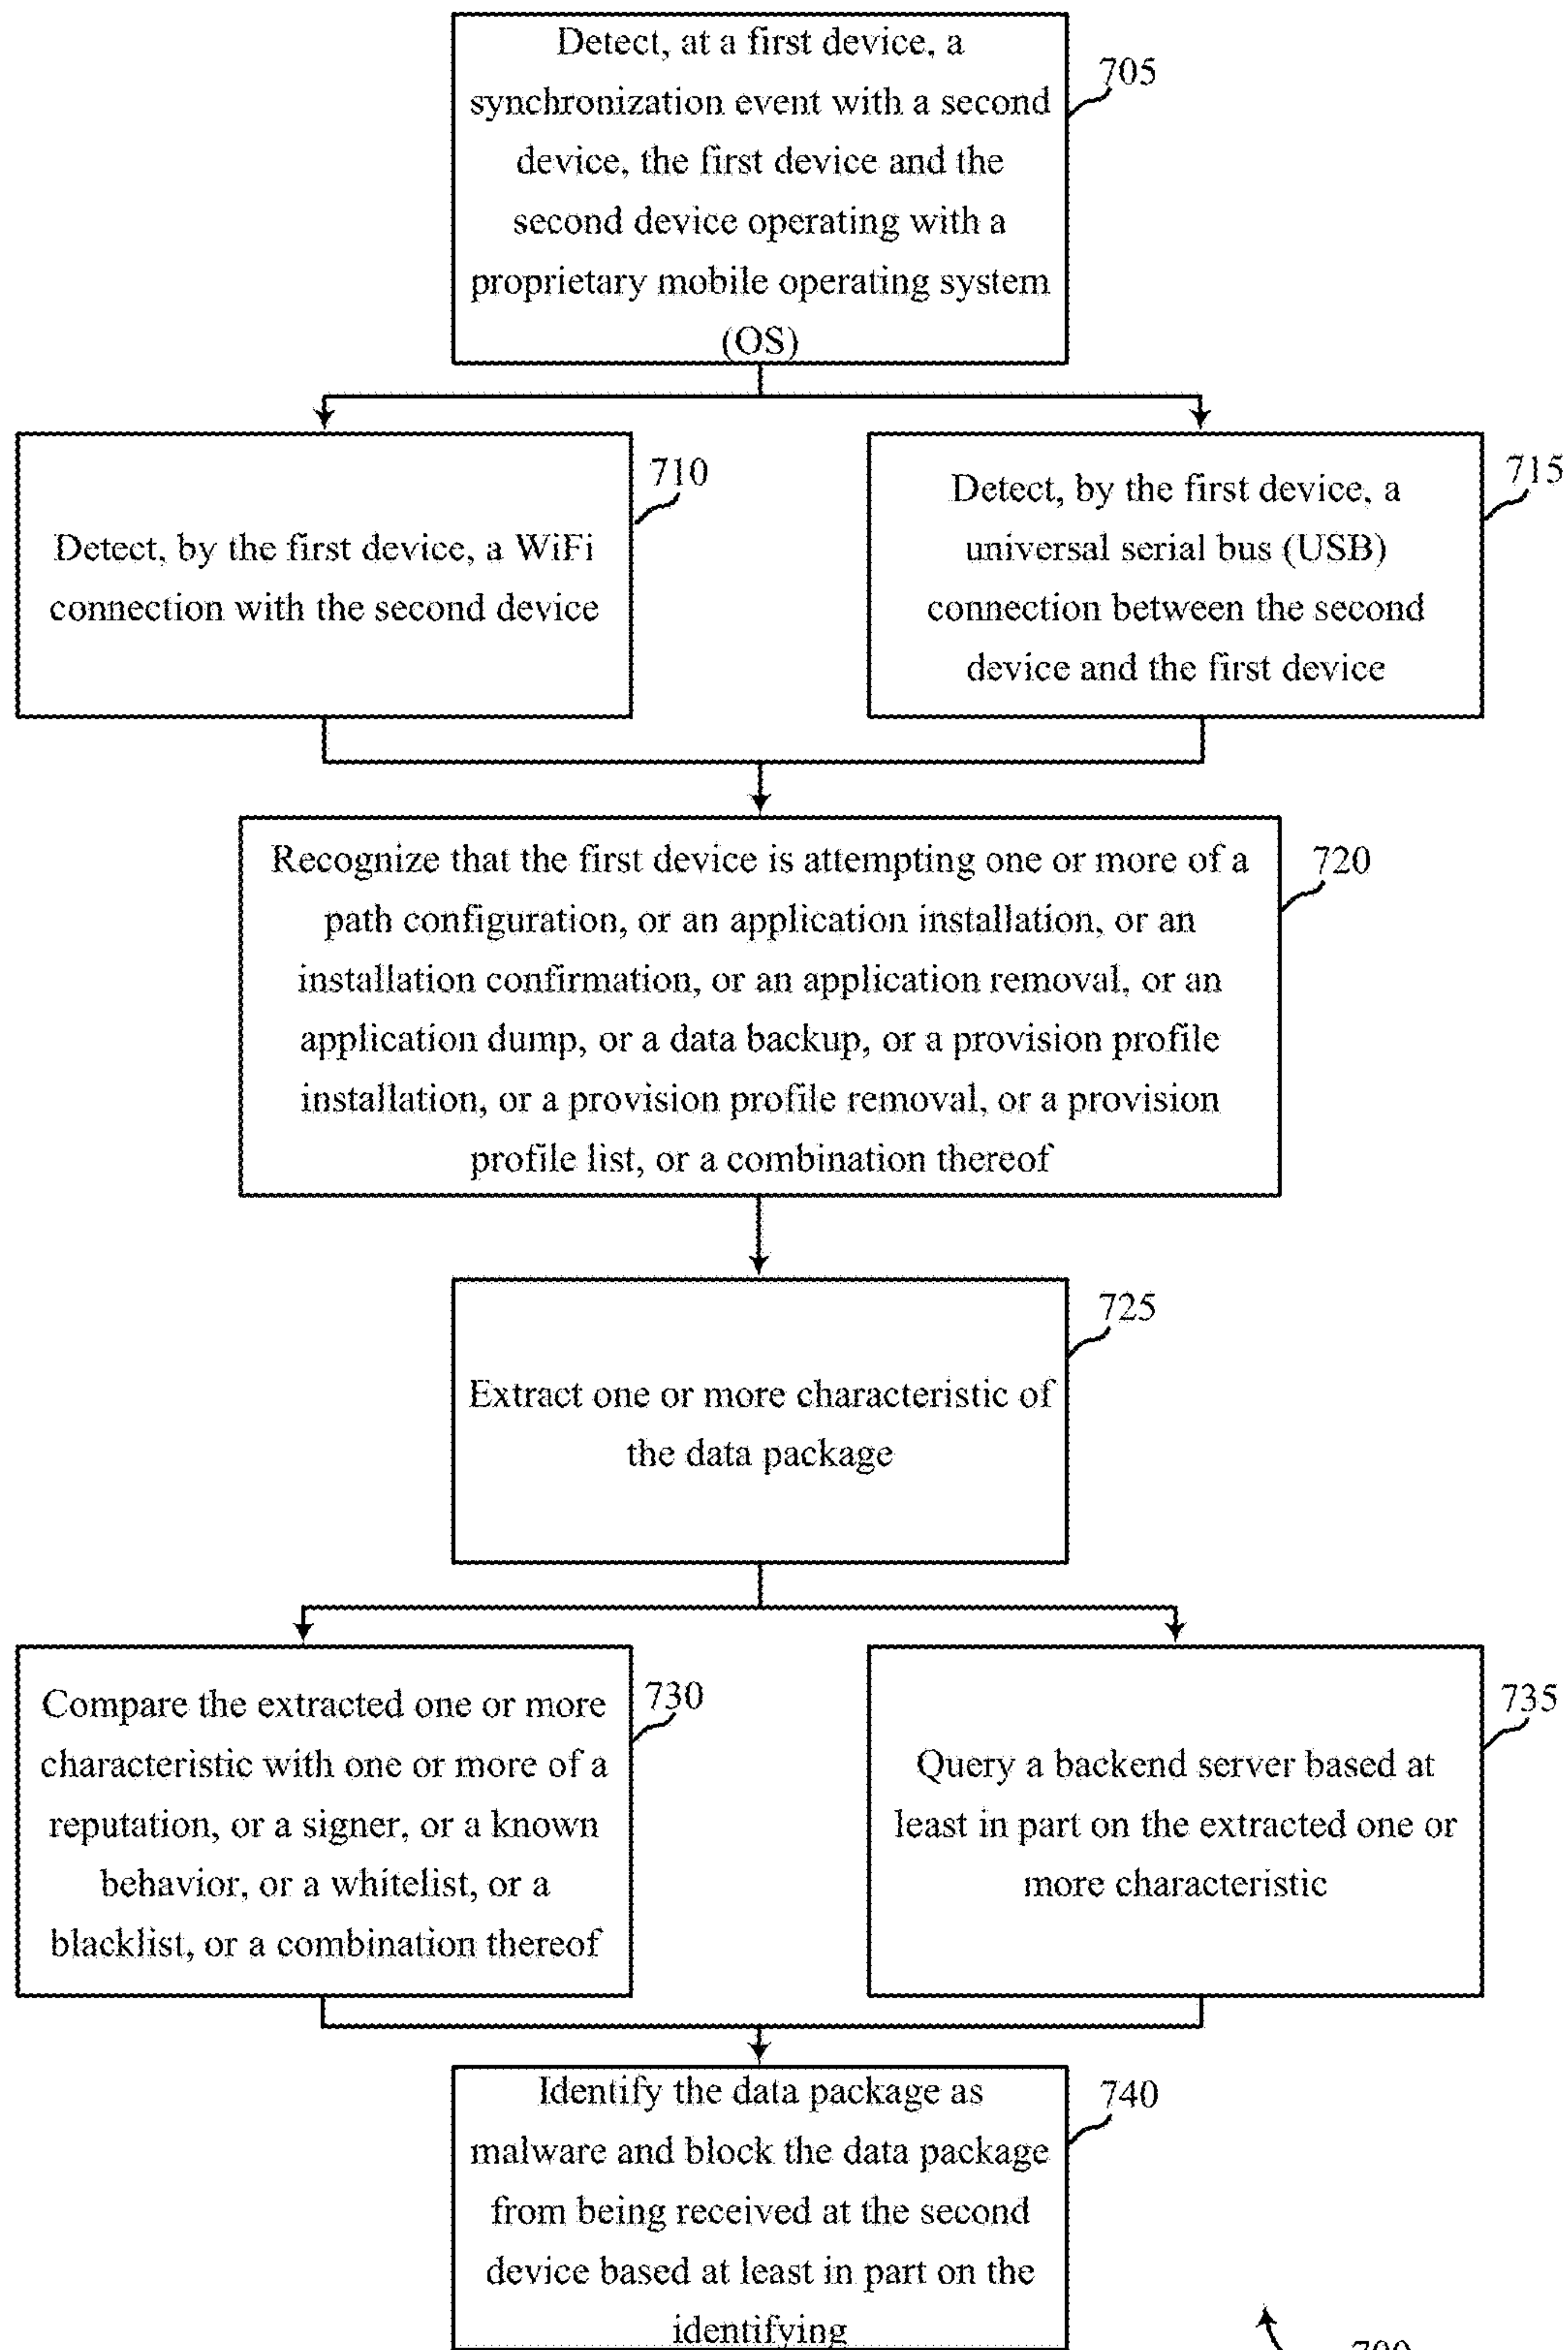 Detect, at a first device, a
synchronization event with a second
device, the first device and the
second device operating with a
proprietary mobile operating system
(OS)
705
Detect, by the first device, a WiFi
connection with the second device
710
Detect, by the first device, a
universal serial bus (USB)
connection between the second
device and the first device
715
Recognize that the first device is attempting one or more of a
path configuration, or an application installation, or an
installation confirmation, or an application removal, or an
application dump, or a data backup, or a provision profile
installation, or a provision profile removal, or a provision
profile list, or a combination thereof
720
Extract one or more characteristic of
the data package
725
Compare the extracted one or more
characteristic with one or more of a
reputation, or a signer, or a known
behavior, or a whitelist, or a
blacklist, or a combination thereof
730
Query a backend server based at
least in part on the extracted one or
more characteristic
735
Identify the data package as
malware and block the data package
from being received at the second
device based at least in part on the
identifying
740
700